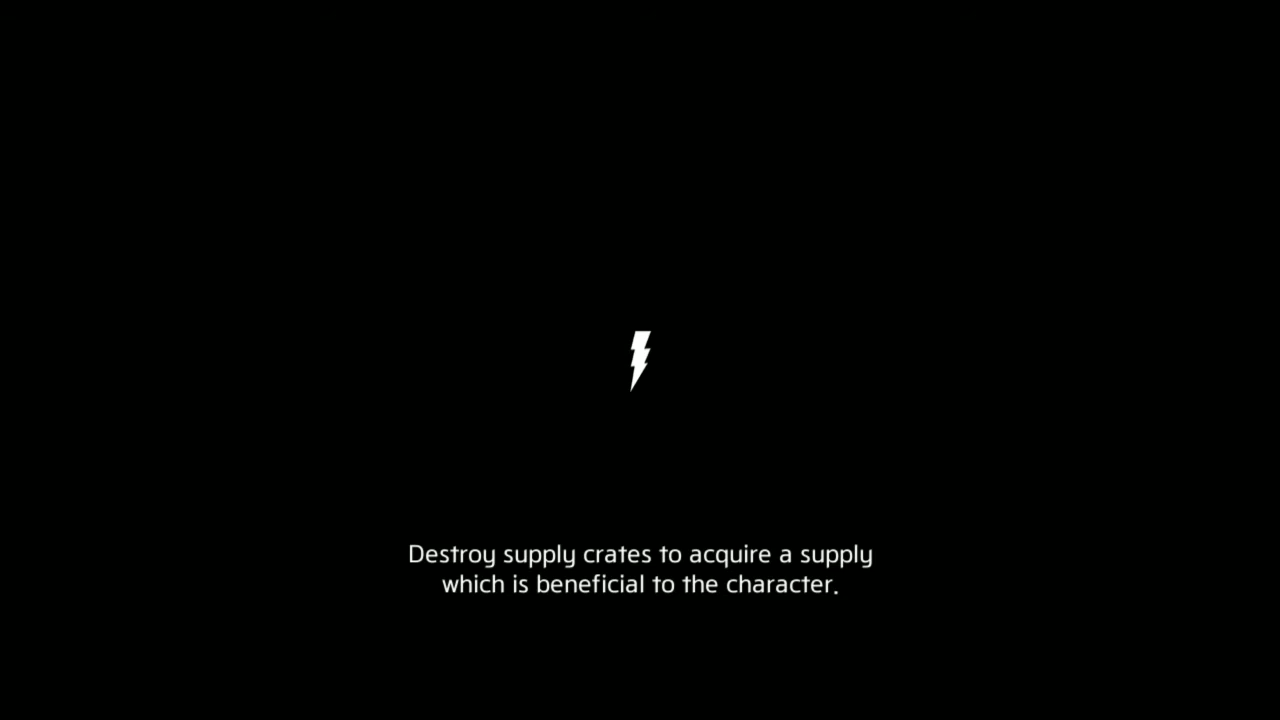 Destroy supply crates to acquire a supply
which is beneficial to the character.